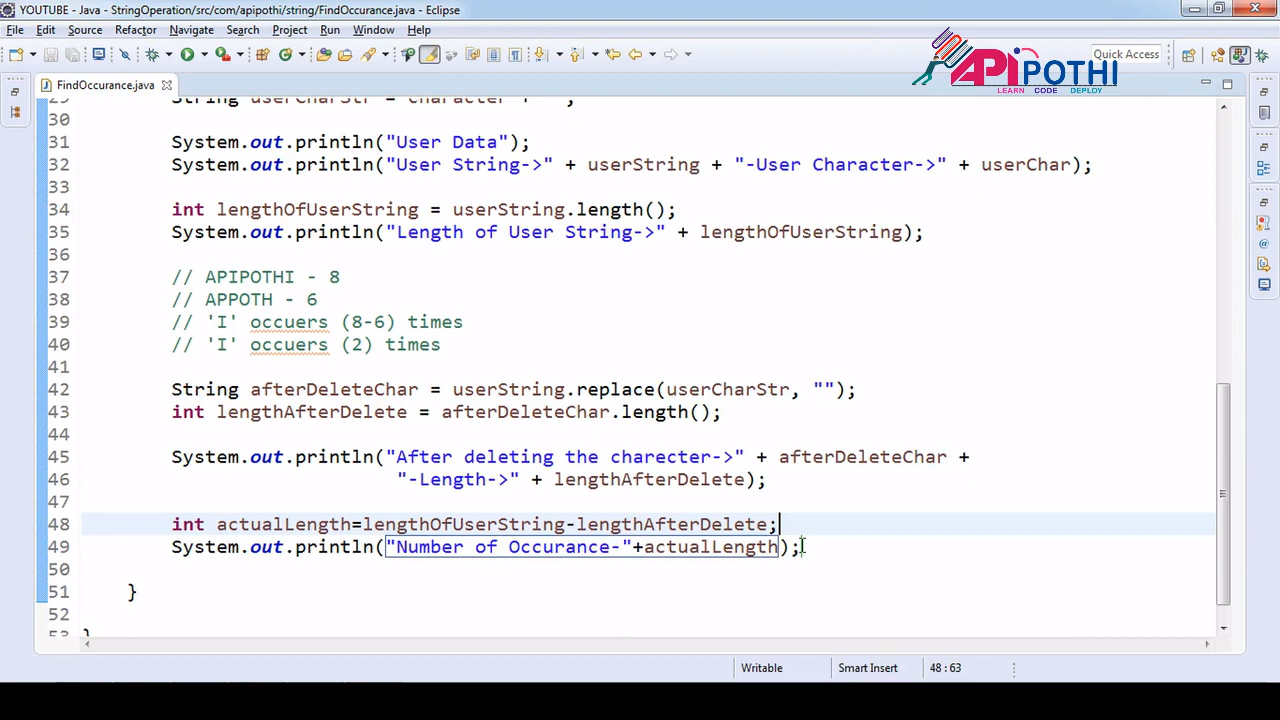 YOUTUBE - Java - StringOperation/src/com/apipothi/string/FindOccurance.java - Eclipse
File Edit Source Refactor Navigate Search Project Run Window Help
Quick Access
APIPOTHI
LEARN CODE DEPLOY
FindOccurance.java
29 String userCharStr = character + "";
30
31 System.out.println("User Data");
32 System.out.println("User String->" + userString + "-User Character->" + userChar);
33
34 int lengthOfUserString = userString.length();
35 System.out.println("Length of User String->" + lengthOfUserString);
36
37 // APIPOTHI - 8
38 // APPOTH - 6
39 // 'I' occuers (8-6) times
40 // 'I' occuers (2) times
41
42 String afterDeleteChar = userString.replace(userCharStr, "");
43 int lengthAfterDelete = afterDeleteChar.length();
44
45 System.out.println("After deleting the charecter->" + afterDeleteChar +
46 "-Length->" + lengthAfterDelete);
47
48 int actualLength=lengthOfUserString-lengthAfterDelete;
49 System.out.println("Number of Occurance-"+actualLength);
50
51 }
52
53 }
Writable Smart Insert 48 : 63